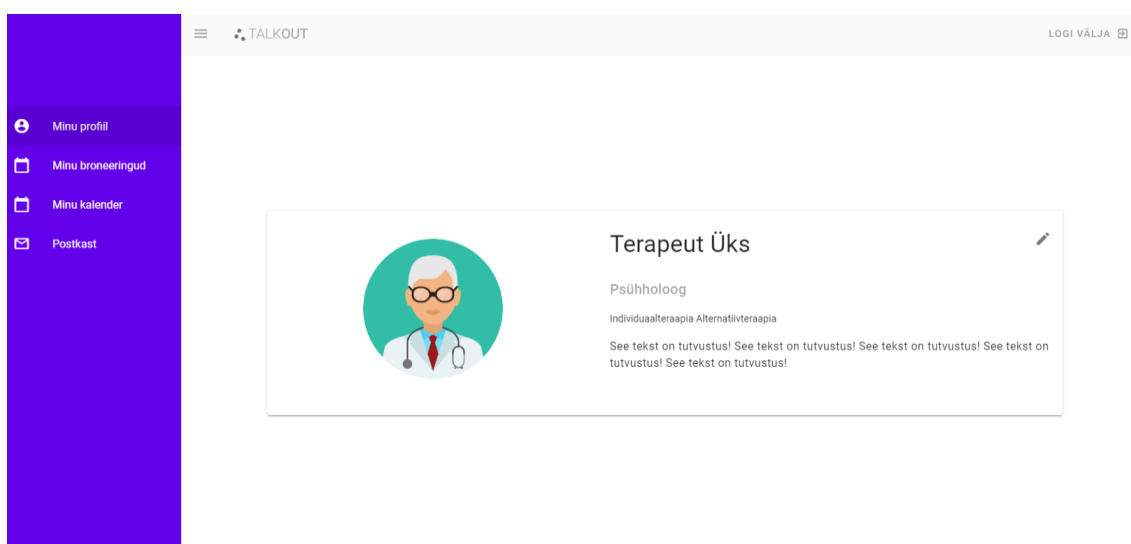 TALKOUT
LOGI VÄLJA
Minu profiil
Minu broneeringud
Minu kalender
Postkast
Terapeut Üks
Psühholoog
Individuaalteraapia Alternatiivteraapia
See tekst on tutvustus! See tekst on tutvustus! See tekst on tutvustus! See tekst on
tutvustus! See tekst on tutvustus!